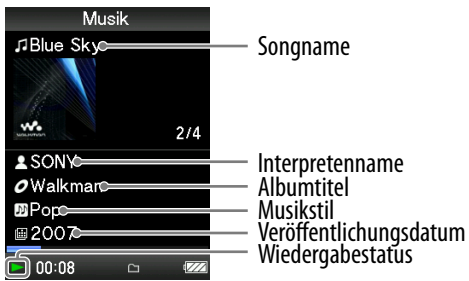 Musik
Blue Sky
Songname
2/4
SONY
Interpretenname
Walkman
Albumtitel
Pop
Musikstil
2007
Veröffentlichungsdatum
Wiedergabestatus
00:08